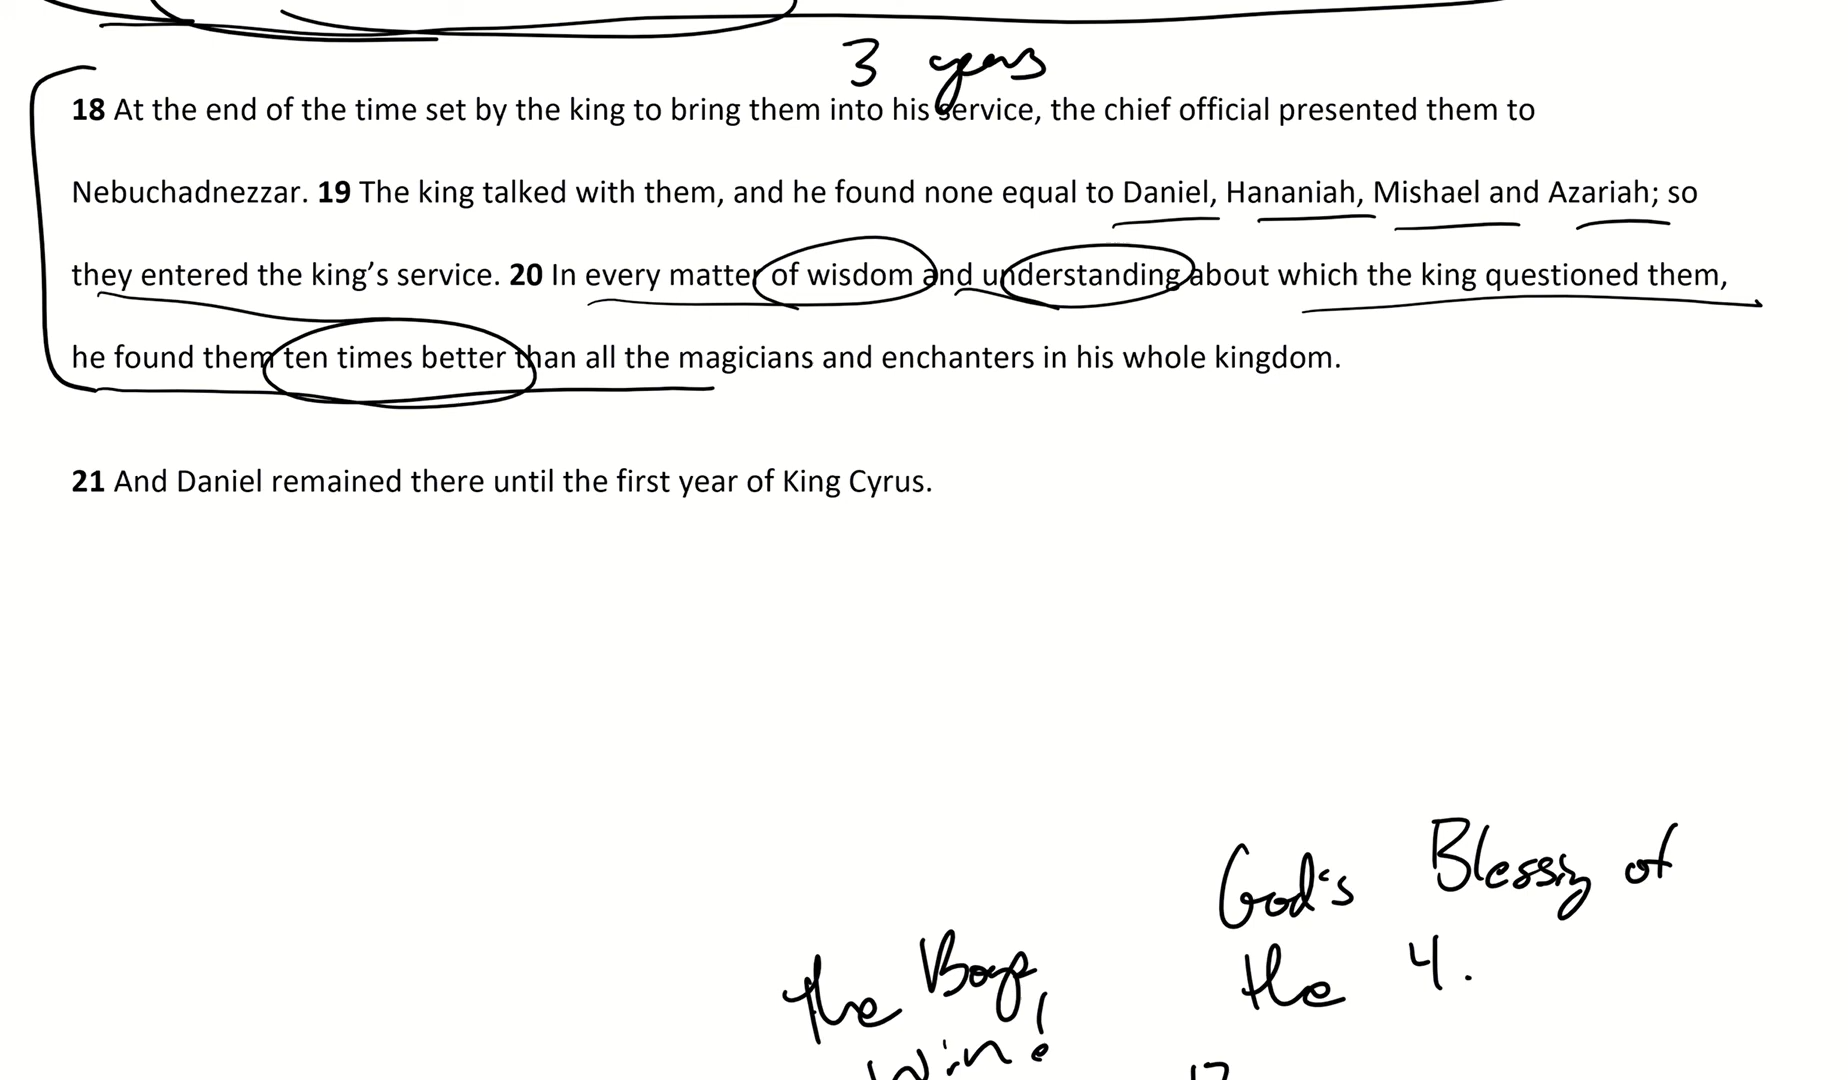 3 years
18 At the end of the time set by the king to bring them into his service, the chief official presented them to
Nebuchadnezzar. 19 The king talked with them, and he found none equal to Daniel, Hananiah, Mishael and Azariah; so
they entered the king’s service. 20 In every matter of wisdom and understanding about which the king questioned them,
he found them ten times better than all the magicians and enchanters in his whole kingdom.
21 And Daniel remained there until the first year of King Cyrus.
God's Blessing of
the 4.
the Boys
win!